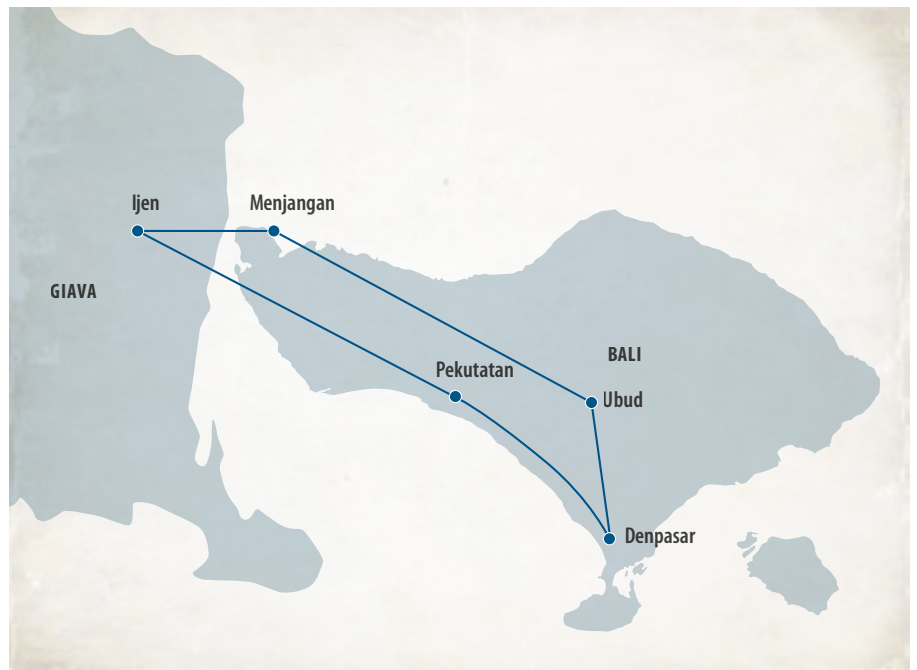 Ijen
Menjangan
GIAVA
BALI
Pekutatan
Ubud
Denpasar